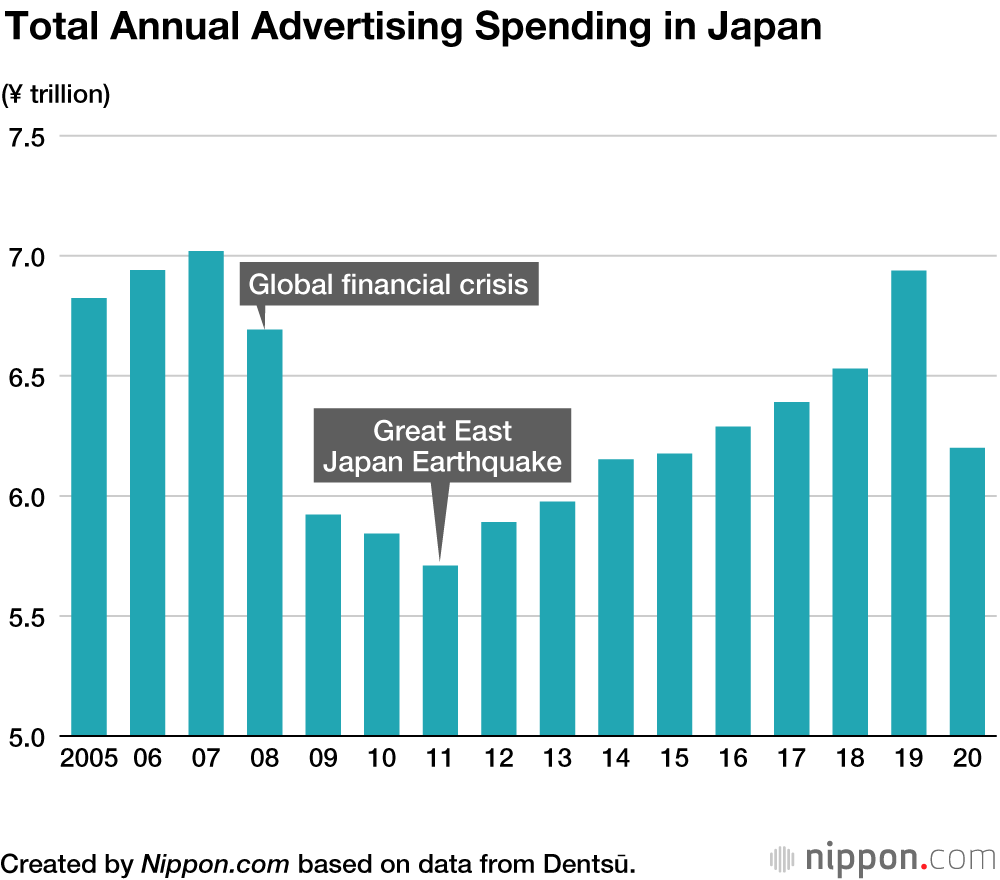 Total Annual Advertising Spending in Japan
(¥ trillion)
7.5
7.0
Global financial crisis
6.5
Great East
Japan Earthquake
6.0
5.5
5.0
2005 06 07 08 09 10 11 12 13 14 15 16 17 18 19 20
Created by Nippon.com based on data from Dentsū.
nippon.com